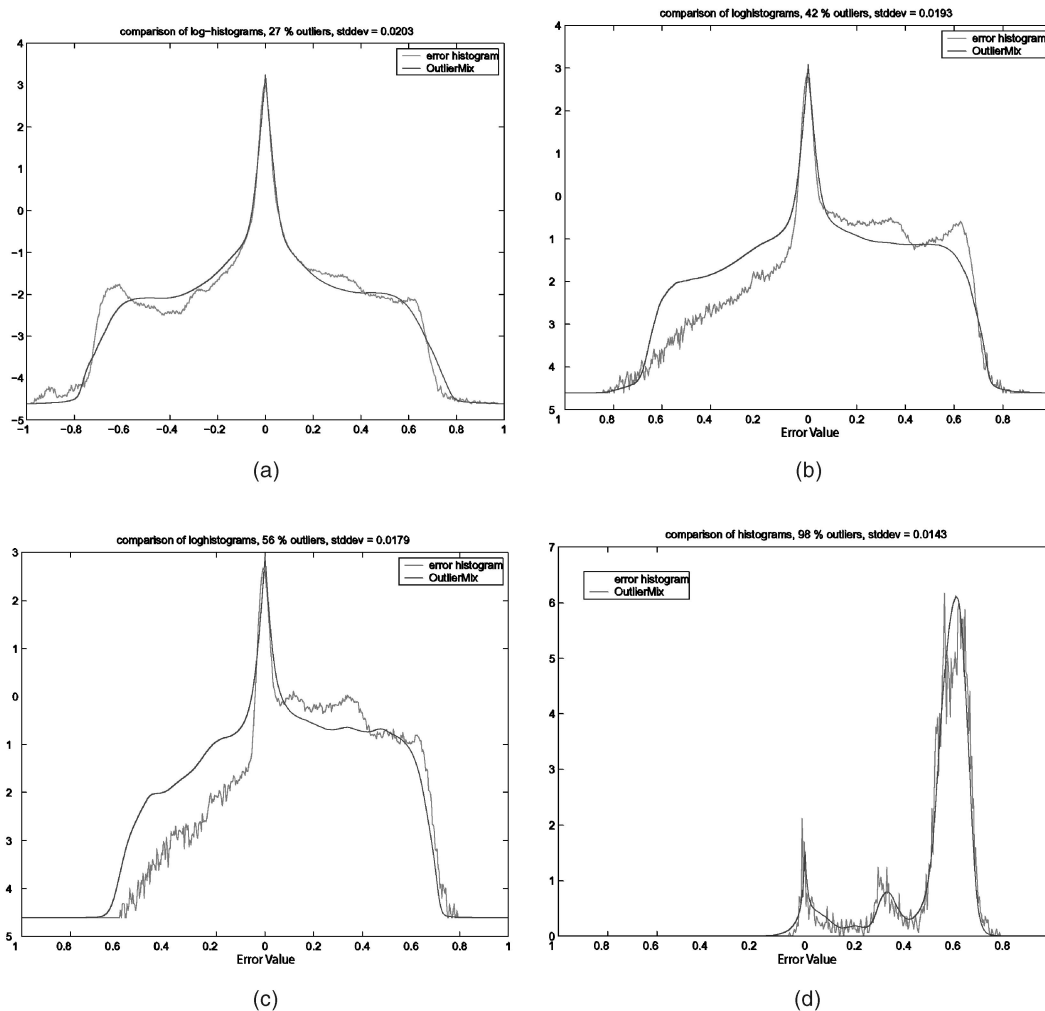 comparison of log-histograms, 27 % outliers, stddev = 0.0203
error histogram
OutlierMix
4
3
2
1
0
−1
−2
−3
−4
−5
−1 −0.8 −0.6 −0.4 −0.2 0 0.2 0.4 0.6 0.8 1
(a)
comparison of loghistograms, 42 % outliers, stddev = 0.0193
error histogram
OutlierMix
4
3
2
1
0
1
2
3
4
5
1 0.8 0.6 0.4 0.2 0 0.2 0.4 0.6 0.8
Error Value
(b)
comparison of loghistograms, 56 % outliers, stddev = 0.0179
error histogram
OutlierMix
3
2
1
0
1
2
3
4
5
1 0.8 0.6 0.4 0.2 0 0.2 0.4 0.6 0.8 1
Error Value
(c)
comparison of histograms, 98 % outliers, stddev = 0.0143
error histogram
OutlierMix
7
6
5
4
3
2
1
0
1 0.8 0.6 0.4 0.2 0 0.2 0.4 0.6 0.8
Error Value
(d)